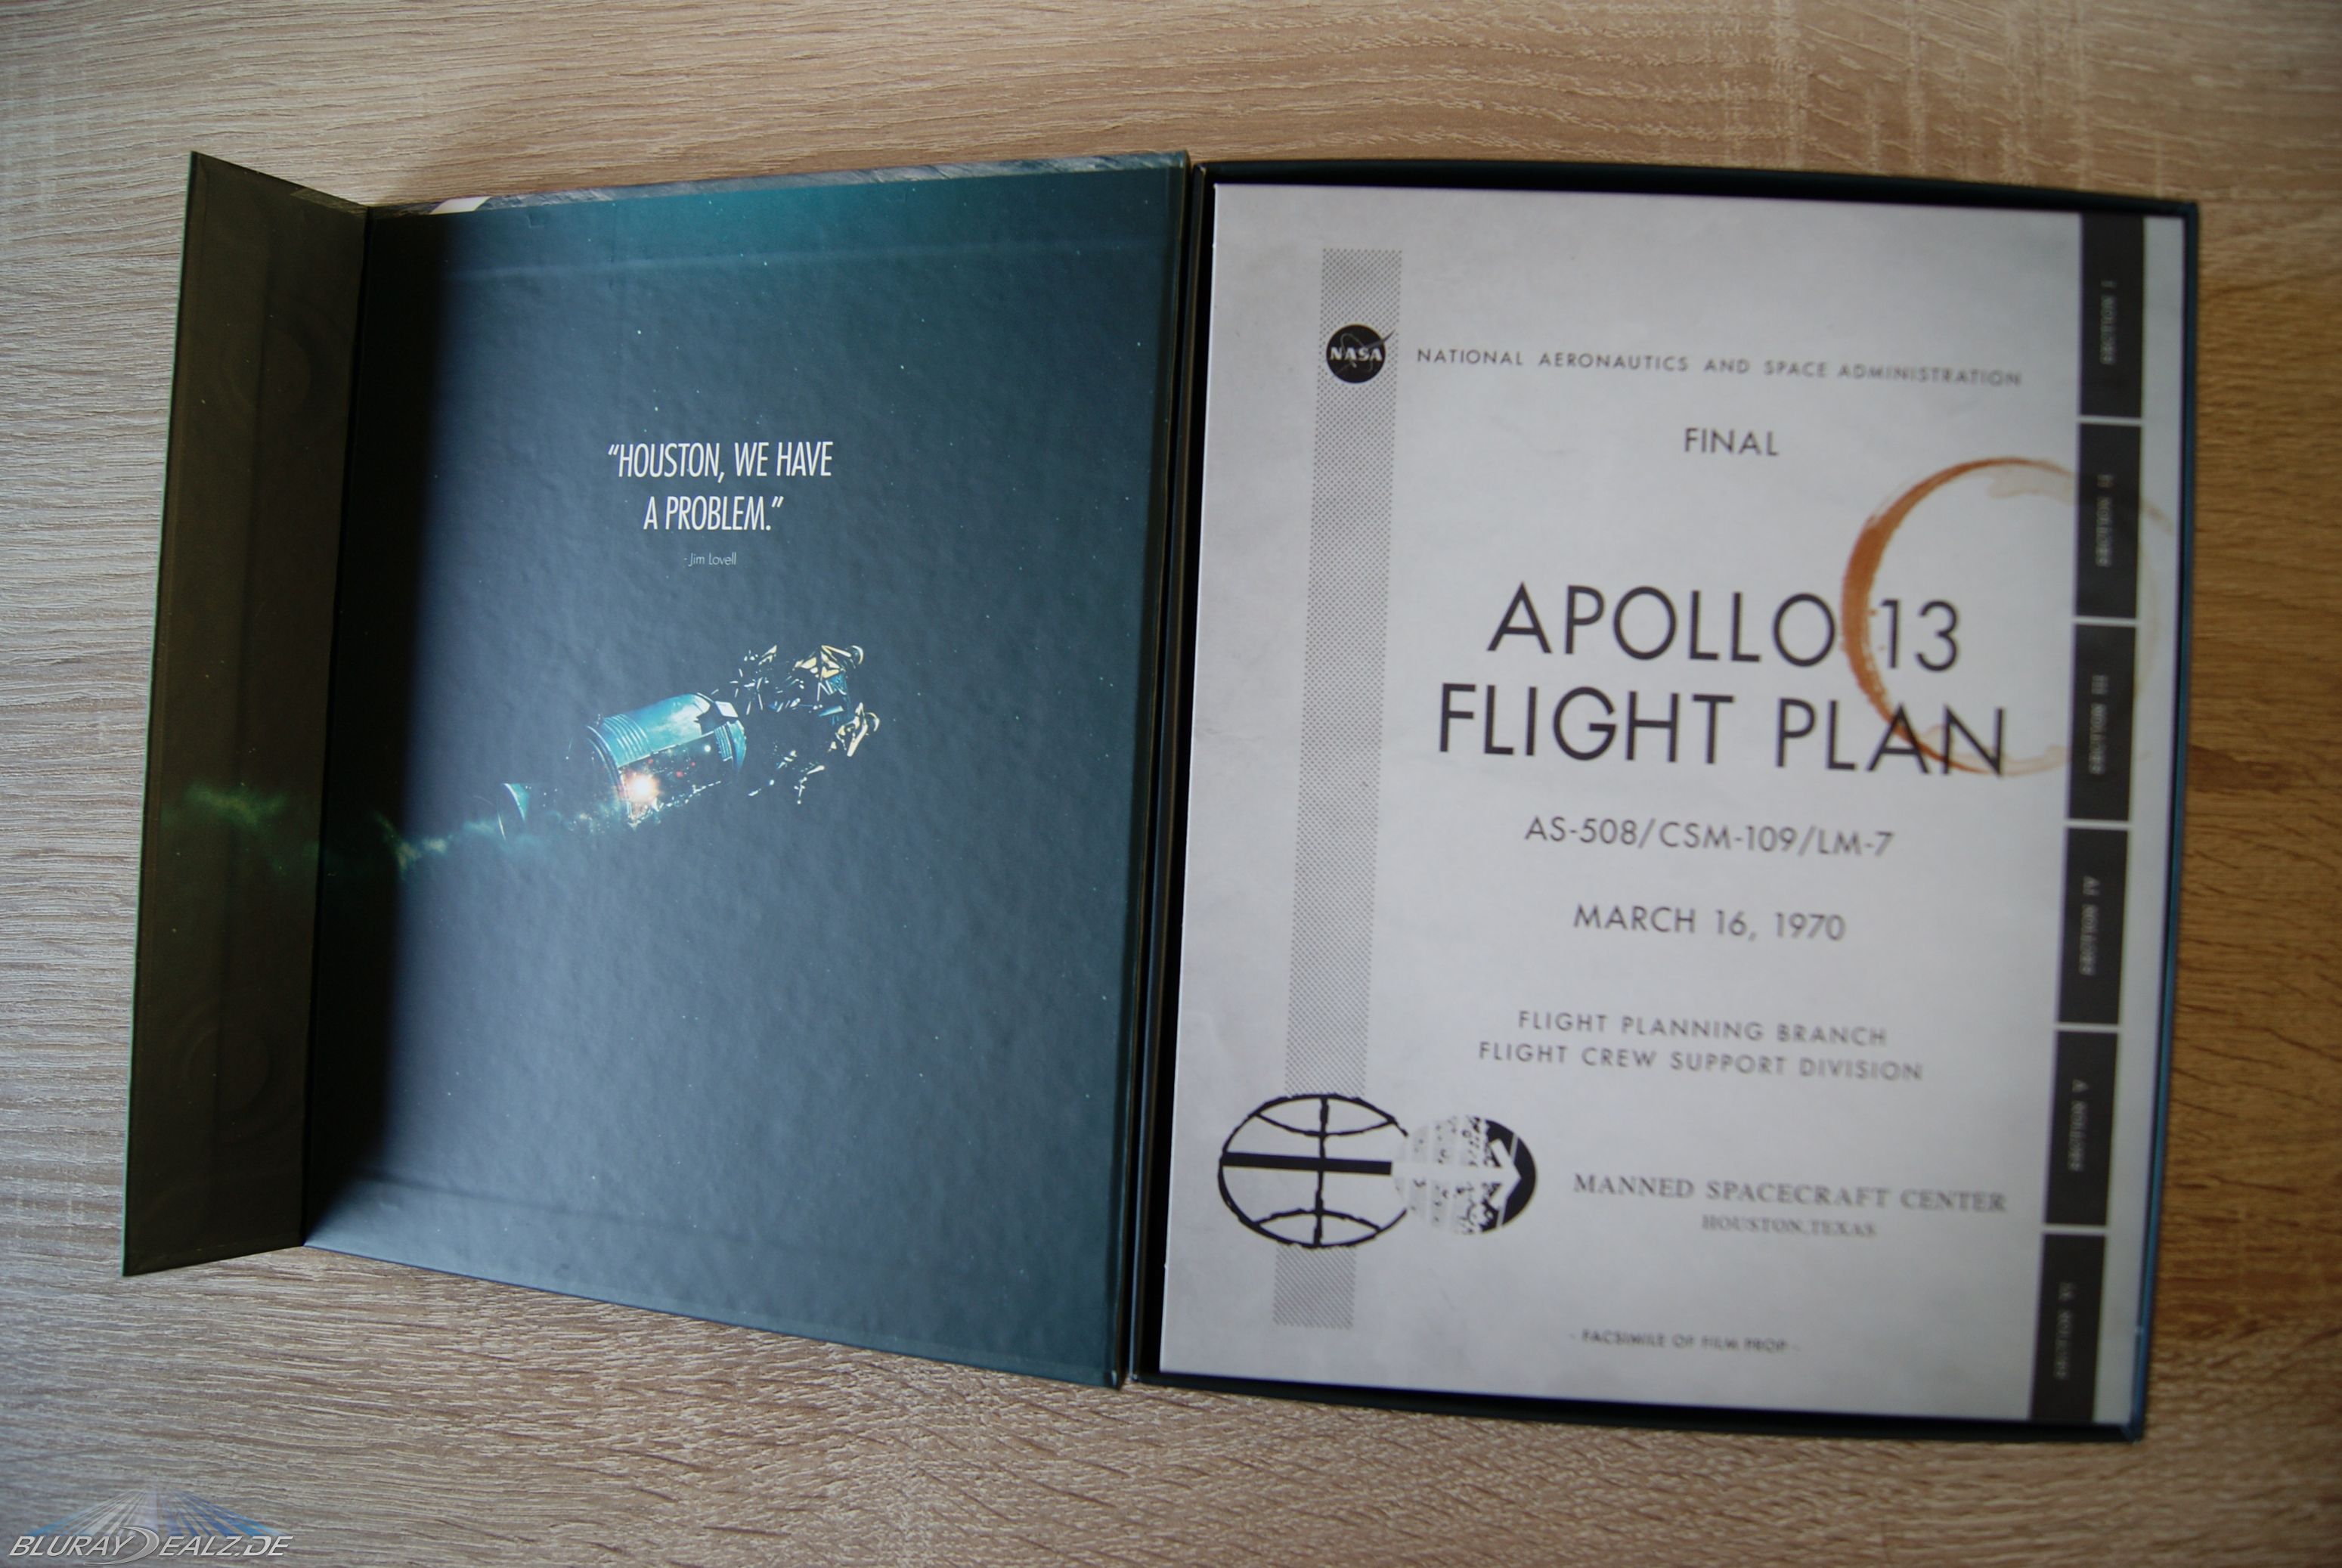 “HOUSTON, WE HAVE
A PROBLEM.”
- Jim Lovell
NASA
NATIONAL AERONAUTICS AND SPACE ADMINISTRATION
FINAL
APOLLO 13
FLIGHT PLAN
AS-508/CSM-109/LM-7
MARCH 16, 1970
FLIGHT PLANNING BRANCH
FLIGHT CREW SUPPORT DIVISION
MANNED SPACECRAFT CENTER
HOUSTON, TEXAS
- FACSIMILE OF FILM PROP -
BLURAYDEALZ.DE